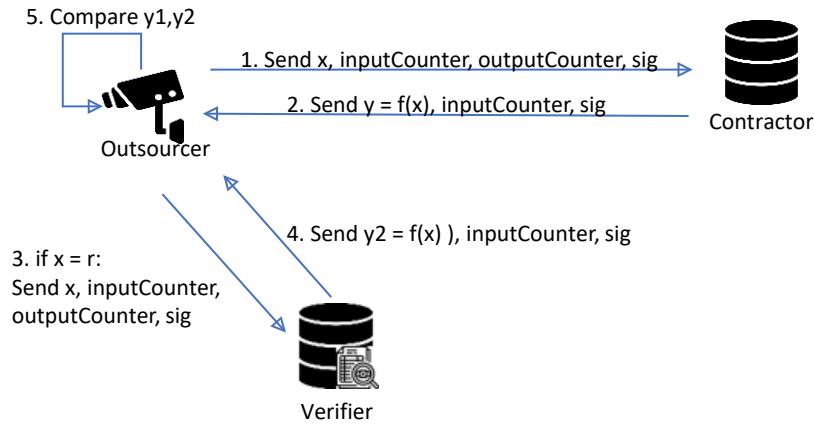 5. Compare y1,y2
1. Send x, inputCounter, outputCounter, sig
2. Send y = f(x), inputCounter, sig
Contractor
Outsourcer
4. Send y2 = f(x) ), inputCounter, sig
3. if x = r:
Send x, inputCounter,
outputCounter, sig
Verifier